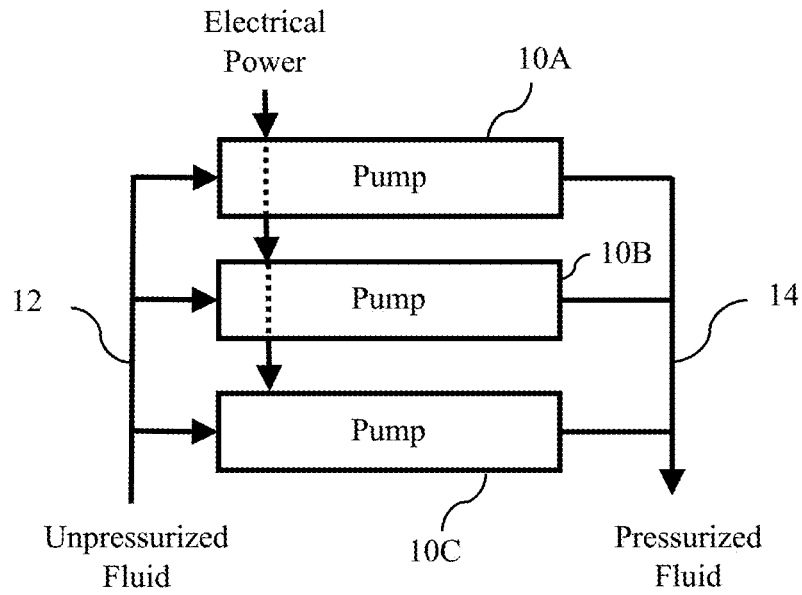 Electrical
Power
10A
Pump
10B
Pump
12
14
Pump
10C
Unpressurized
Fluid
Pressurized
Fluid